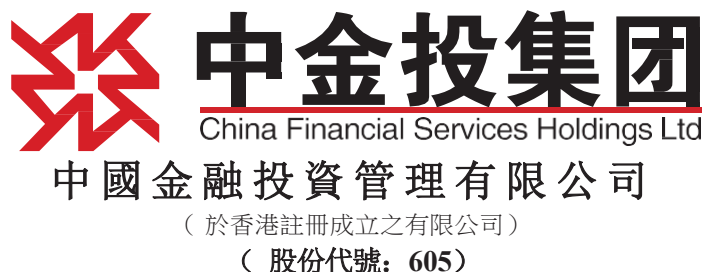 中金投集团
China Financial Services Holdings Ltd
中國金融投資管理有限公司
（於香港註冊成立之有限公司）
（ 股份代號：605）